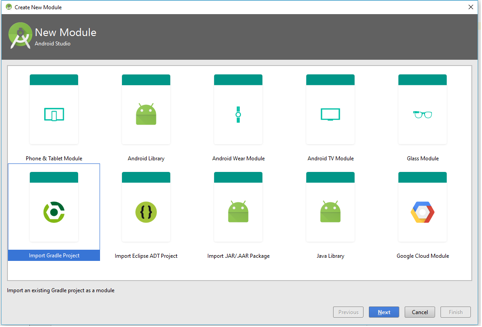 Create New Module
New Module
Android Studio
Phone & Tablet Module
Android Library
Android Wear Module
Android TV Module
Glass Module
Import Gradle Project
Import Eclipse ADT Project
Import .JAR/.AAR Package
Java Library
Google Cloud Module
Import an existing Gradle project as a module
Previous
Next
Cancel
Finish